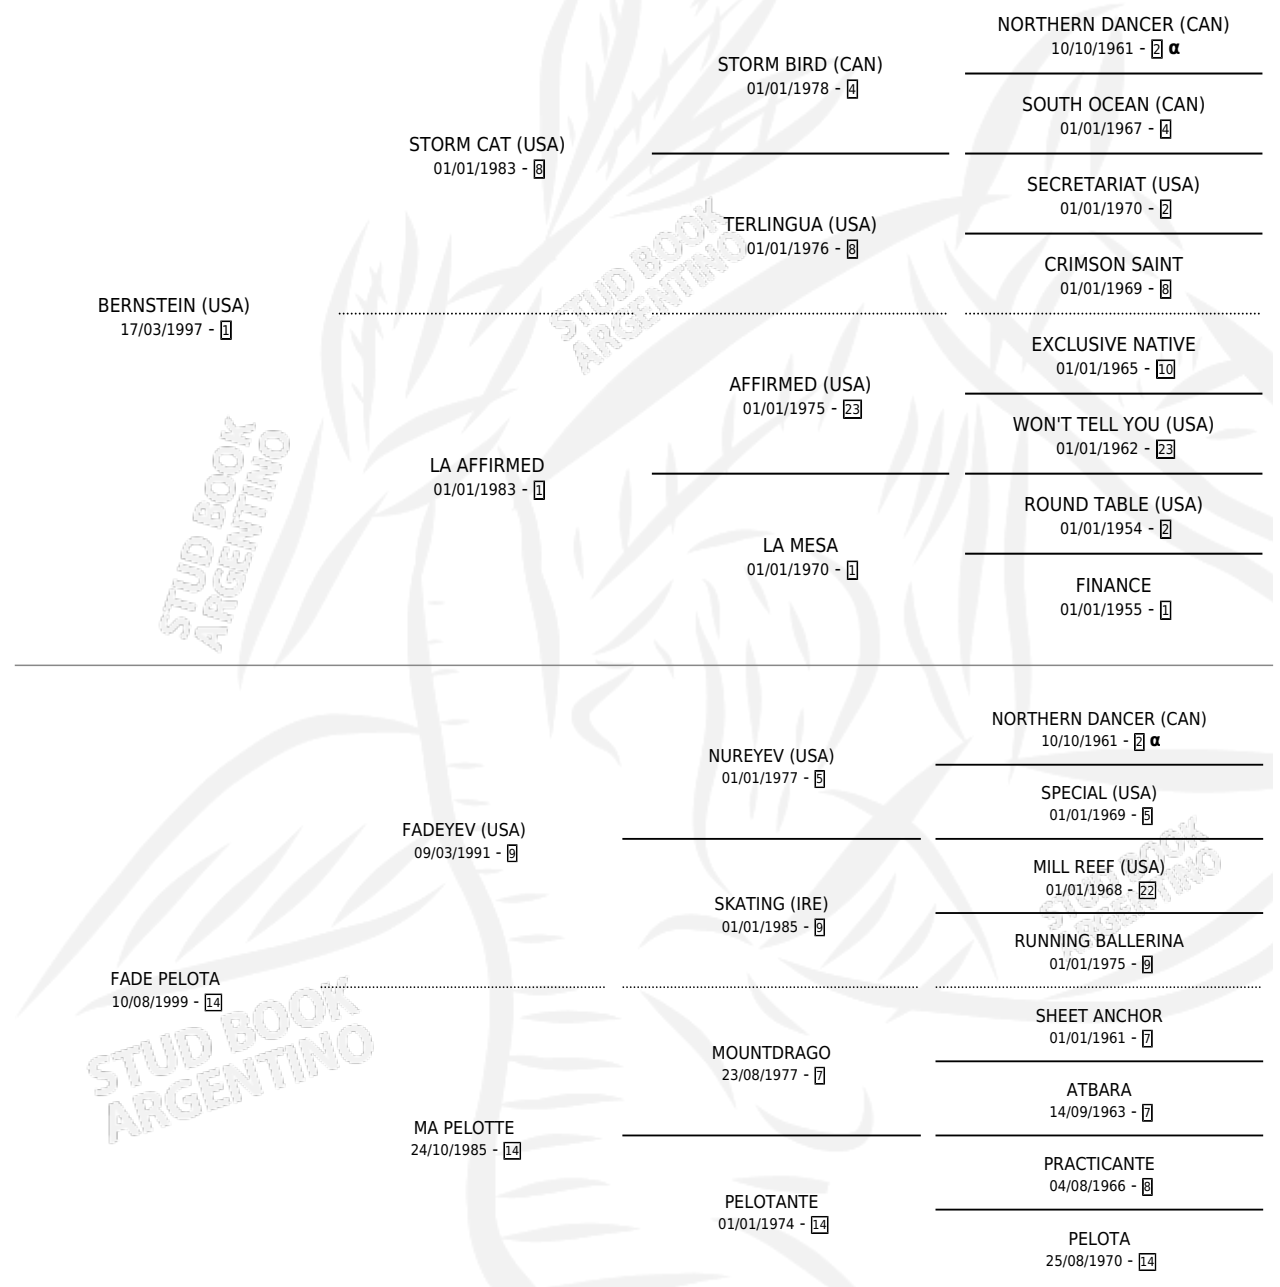 NORTHERN DANCER (CAN)
10/10/1961 - 2 α
STORM BIRD (CAN)
01/01/1978 - 4
SOUTH OCEAN (CAN)
01/01/1967 - 4
STORM CAT (USA)
01/01/1983 - 8
SECRETARIAT (USA)
01/01/1970 - 2
TERLINGUA (USA)
01/01/1976 - 8
CRIMSON SAINT
01/01/1969 - 8
BERNSTEIN (USA)
17/03/1997 - 1
EXCLUSIVE NATIVE
01/01/1965 - 10
AFFIRMED (USA)
01/01/1975 - 23
WON'T TELL YOU (USA)
01/01/1962 - 23
LA AFFIRMED
01/01/1983 - 1
ROUND TABLE (USA)
01/01/1954 - 2
LA MESA
01/01/1970 - 1
FINANCE
01/01/1955 - 1
NORTHERN DANCER (CAN)
10/10/1961 - 2 α
NUREYEV (USA)
01/01/1977 - 5
SPECIAL (USA)
01/01/1969 - 5
FADEYEV (USA)
09/03/1991 - 9
MILL REEF (USA)
01/01/1968 - 22
SKATING (IRE)
01/01/1985 - 9
RUNNING BALLERINA
01/01/1975 - 9
FADE PELOTA
10/08/1999 - 14
SHEET ANCHOR
01/01/1961 - 7
MOUNTDRAGO
23/08/1977 - 7
ATBARA
14/09/1963 - 7
MA PELOTTE
24/10/1985 - 14
PRACTICANTE
04/08/1966 - 8
PELOTANTE
01/01/1974 - 14
PELOTA
25/08/1970 - 14
STUD BOOK
ARGENTINO
STUD BOOK
ARGENTINO
STUD BOOK
ARGENTINO
STUD BOOK
ARGENTINO